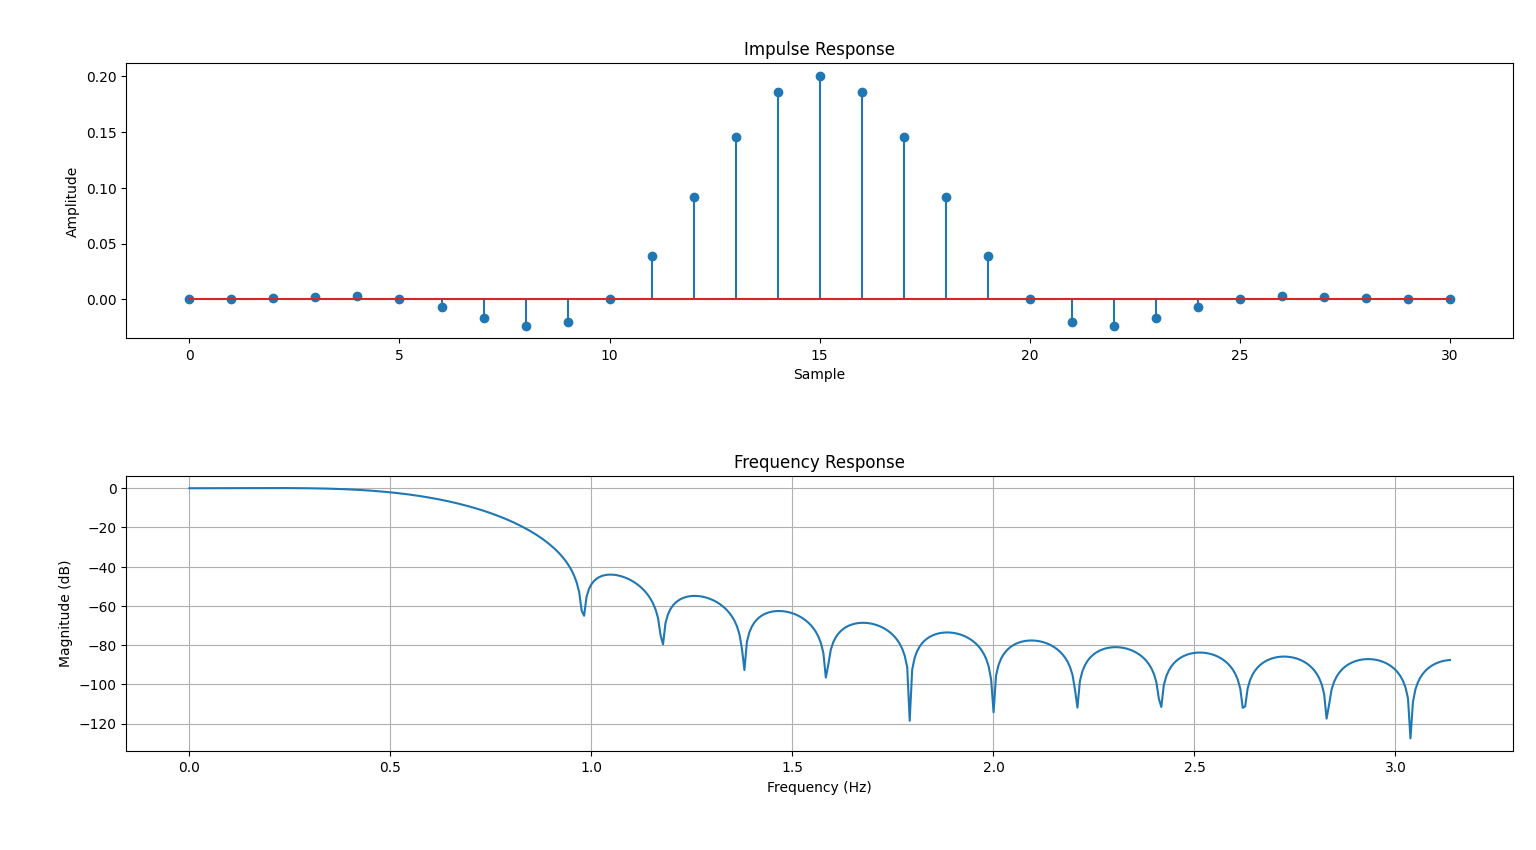 Impulse Response
Amplitude
0.20
0.15
0.10
0.05
0.00
0 5 10 15 20 25 30
Sample
Frequency Response
Magnitude (dB)
0
−20
−40
−60
−80
−100
−120
0.0 0.5 1.0 1.5 2.0 2.5 3.0
Frequency (Hz)